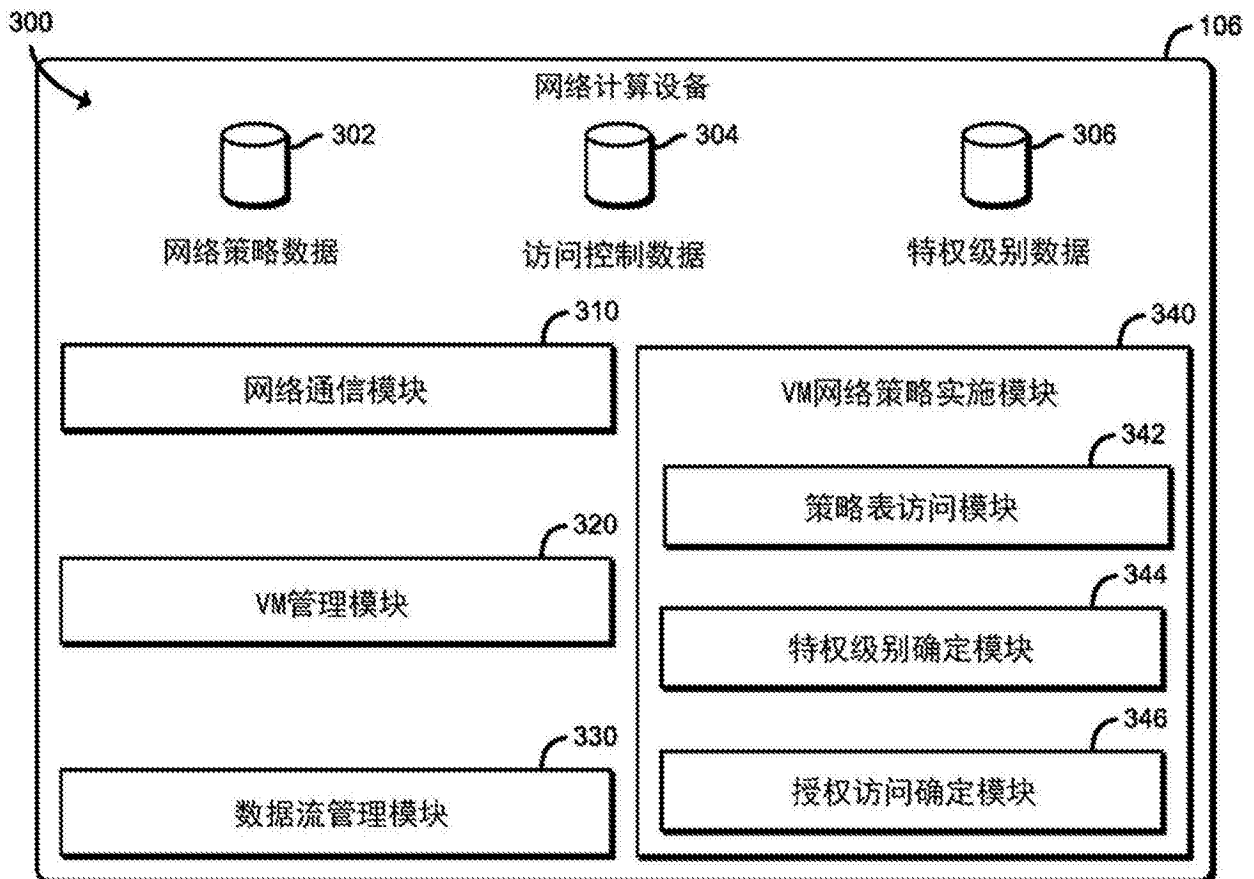 300
106
网络计算设备
302
304
306
网络策略数据
访问控制数据
特权级别数据
310
网络通信模块
320
VM管理模块
330
数据流管理模块
340
VM网络策略实施模块
342
策略表访问模块
344
特权级别确定模块
346
授权访问确定模块